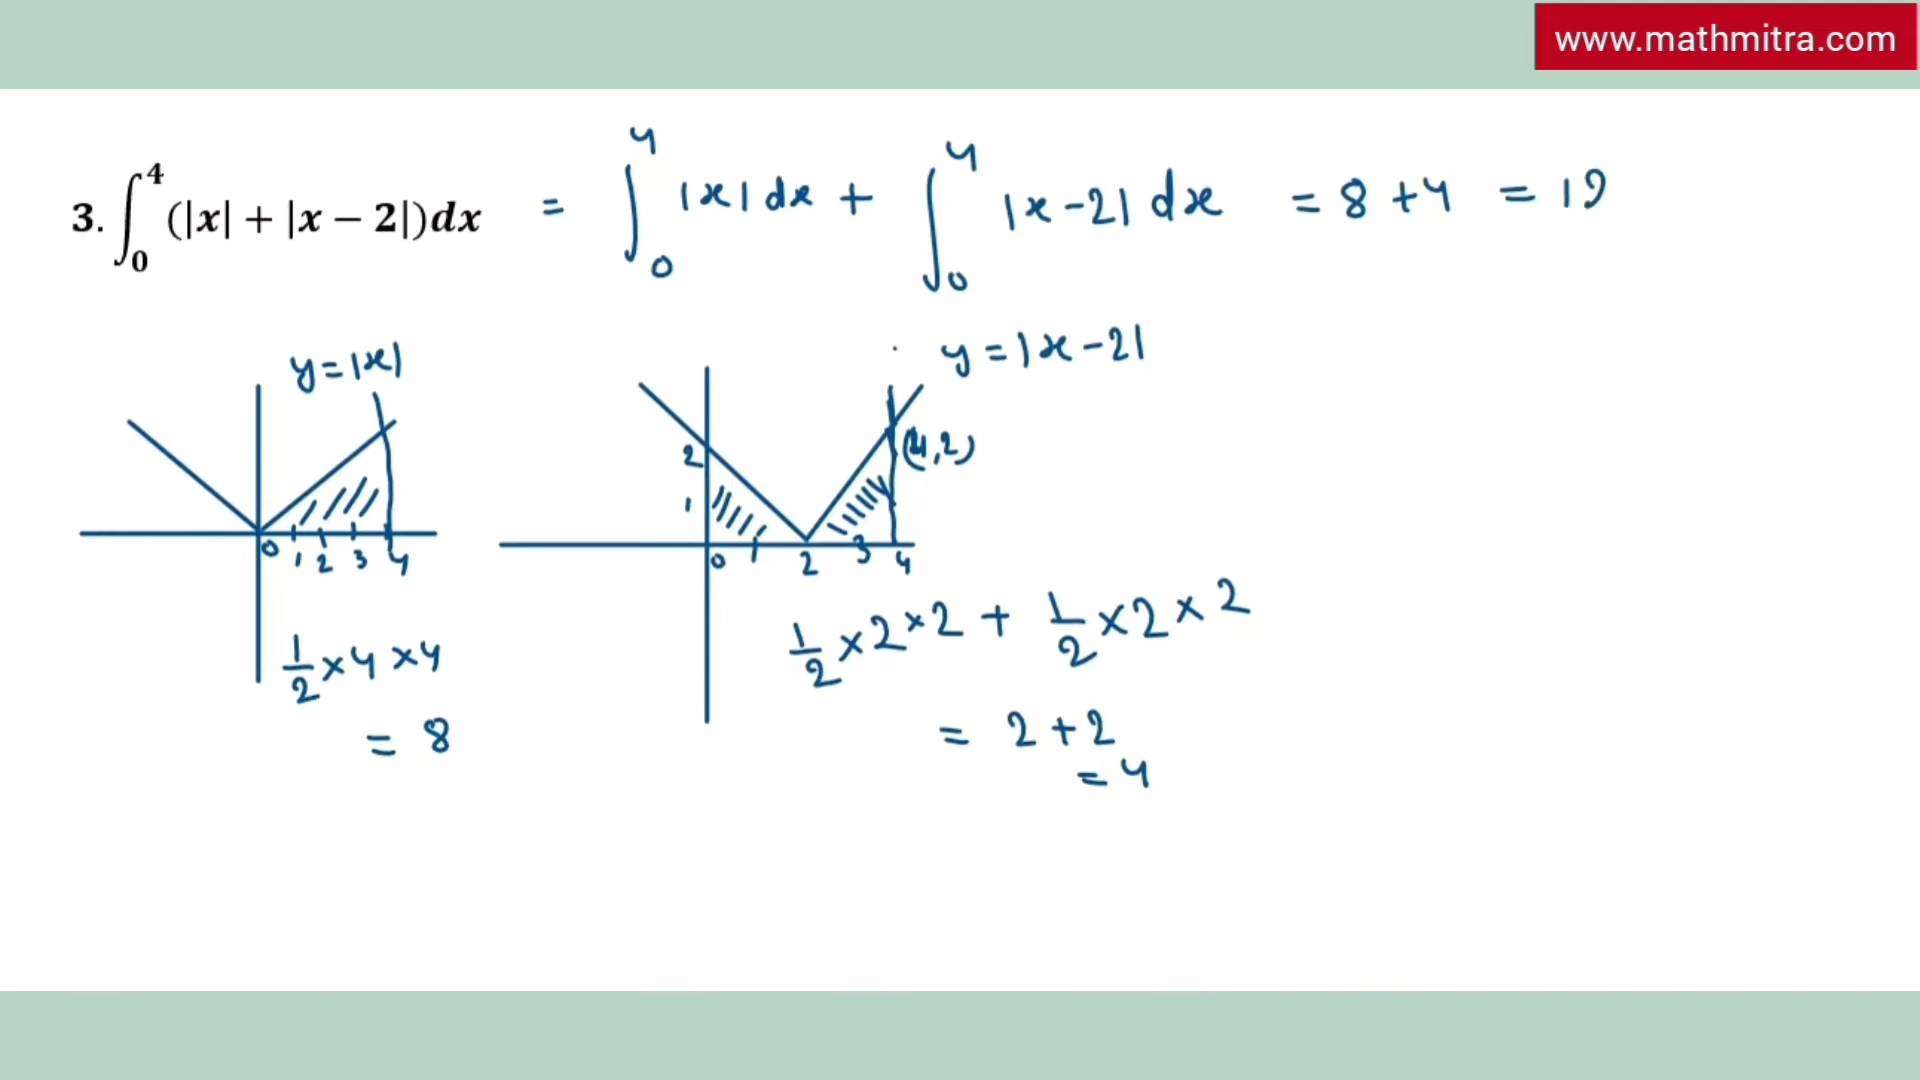 www.mathmitra.com
3. ∫₀⁴ (|x| + |x − 2|)dx = ∫₀⁴ |x| dx + ∫₀⁴ |x-2| dx = 8 + 4 = 12
y = |x|
0 1 2 3 4
1/2 × 4 × 4
= 8
y = |x-2|
(4,2)
2
1
0 1 2 3 4
1/2 × 2 × 2 + 1/2 × 2 × 2
= 2 + 2
= 4